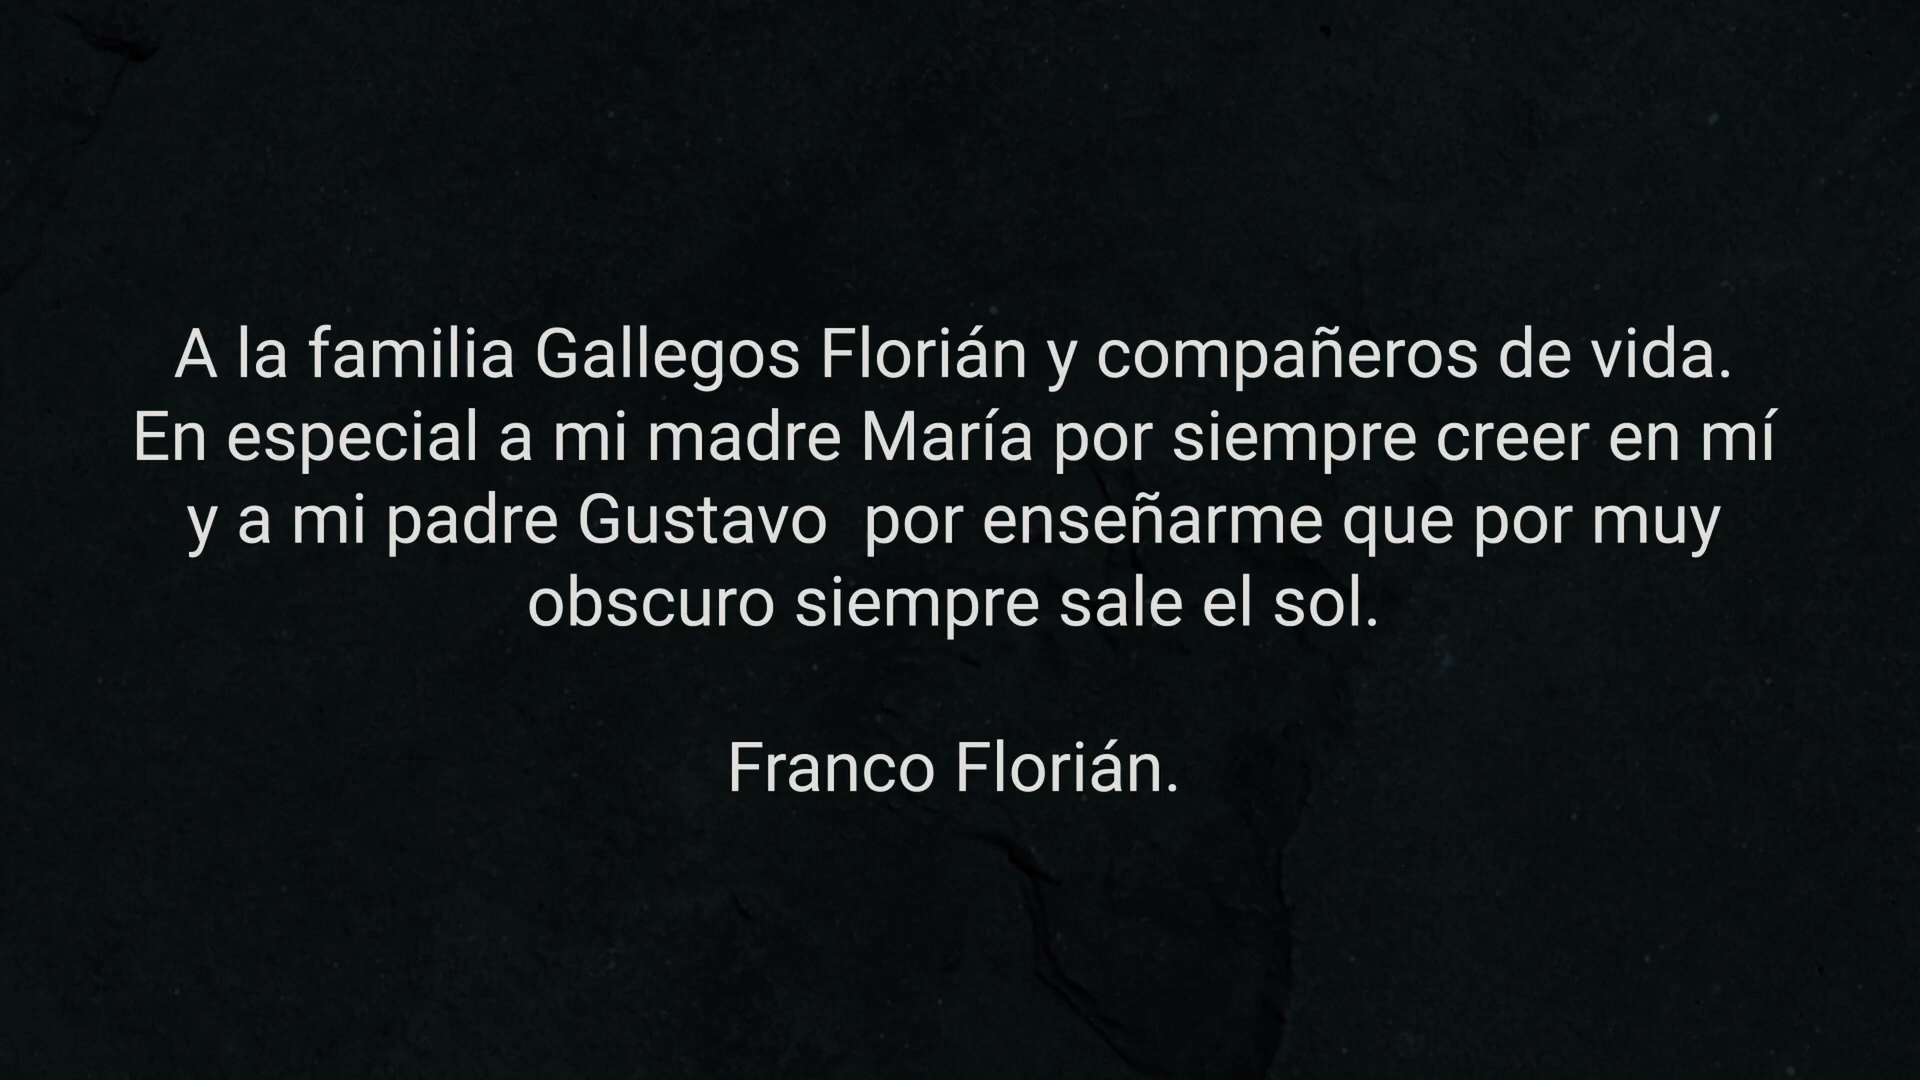 A la familia Gallegos Florián y compañeros de vida.
En especial a mi madre María por siempre creer en mí
y a mi padre Gustavo  por enseñarme que por muy
obscuro siempre sale el sol.
Franco Florián.